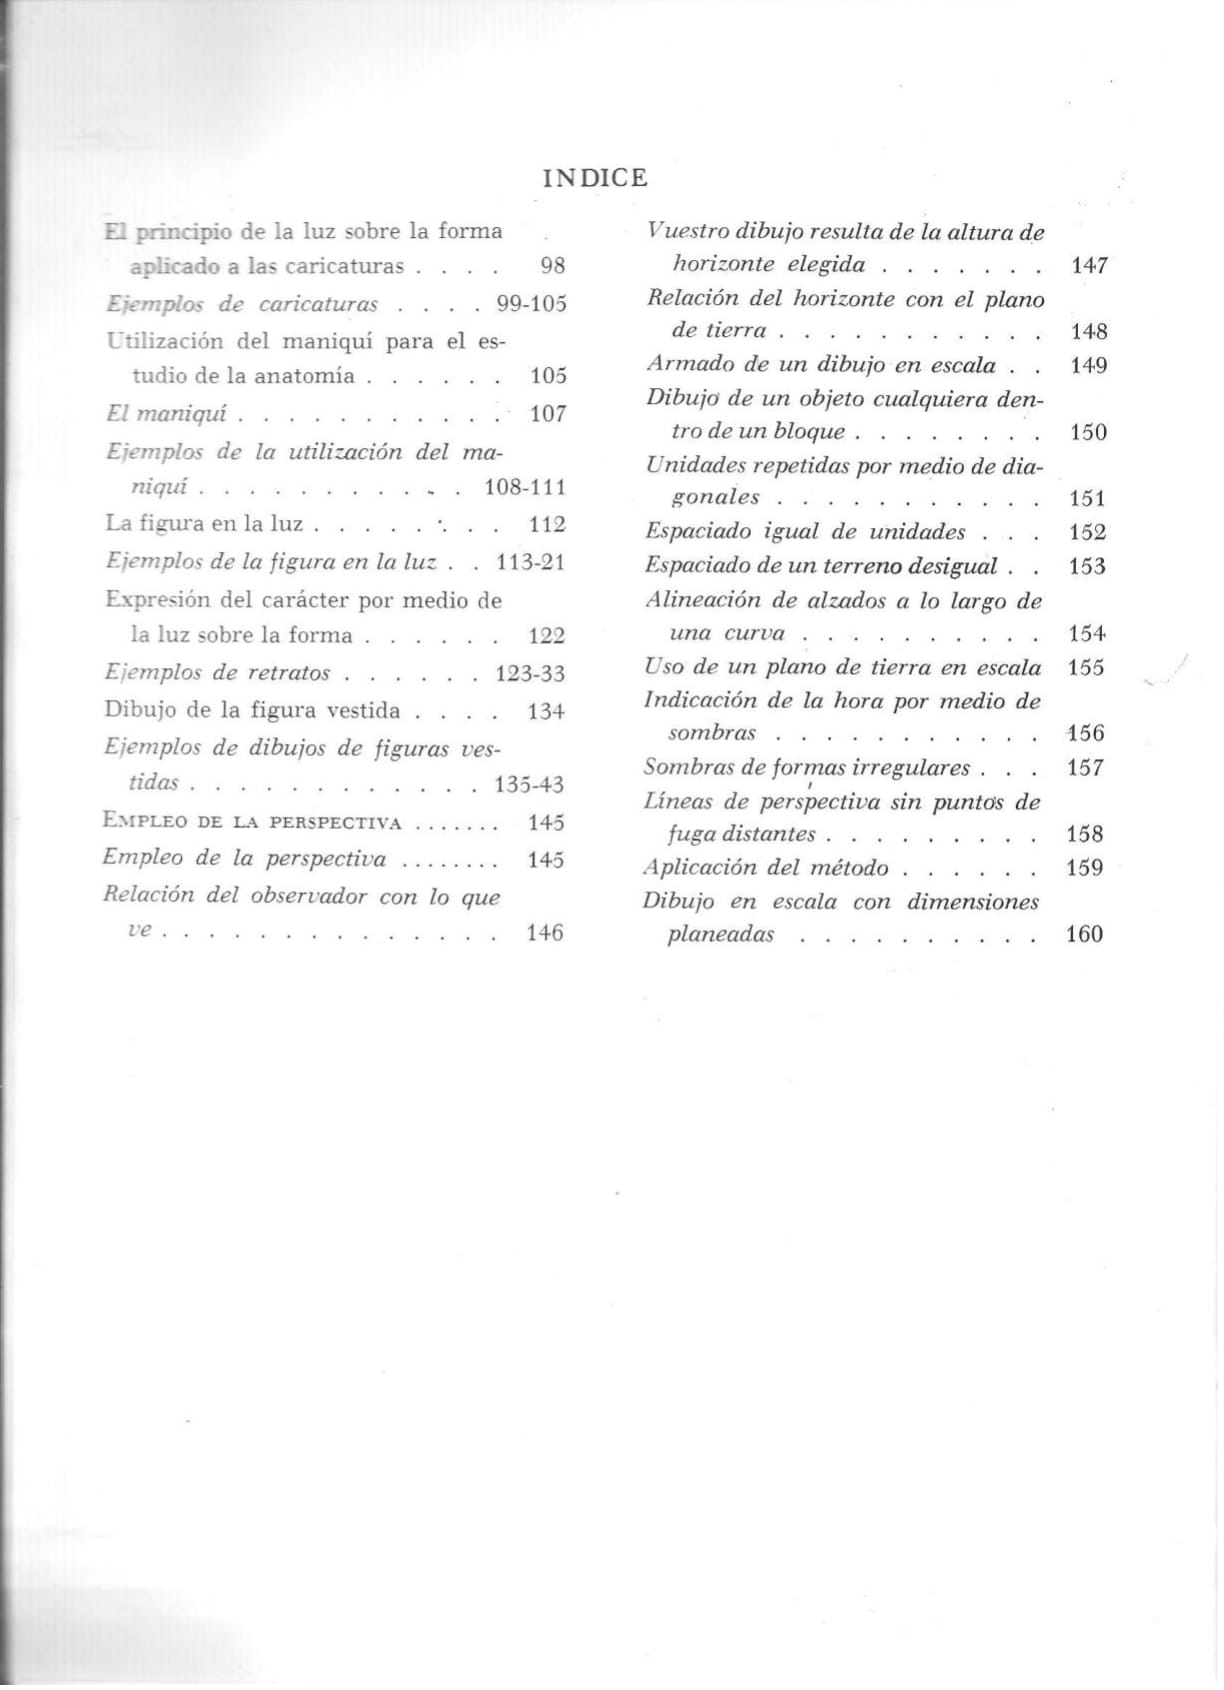 INDICE
El principio de la luz sobre la forma
aplicado a las caricaturas . . . . 98
Ejemplos de caricaturas . . . . 99-105
Utilización del maniquí para el es-
tudio de la anatomía . . . . . . 105
El maniquí . . . . . . . . . . . 107
Ejemplos de la utilización del ma-
niquí . . . . . . . . . . . 108-111
La figura en la luz . . . . . . . . 112
Ejemplos de la figura en la luz . . 113-21
Expresión del carácter por medio de
la luz sobre la forma . . . . . . 122
Ejemplos de retratos . . . . . . 123-33
Dibujo de la figura vestida . . . . 134
Ejemplos de dibujos de figuras ves-
tidas . . . . . . . . . . . . 135-43
EMPLEO DE LA PERSPECTIVA . . . . . . . 145
Empleo de la perspectiva . . . . . . . . 145
Relación del observador con lo que
ve . . . . . . . . . . . . . . 146
Vuestro dibujo resulta de la altura de
horizonte elegida . . . . . . . 147
Relación del horizonte con el plano
de tierra . . . . . . . . . . . 148
Armado de un dibujo en escala . . 149
Dibujo de un objeto cualquiera den-
tro de un bloque . . . . . . . . 150
Unidades repetidas por medio de dia-
gonales . . . . . . . . . . . 151
Espaciado igual de unidades . . . 152
Espaciado de un terreno desigual . . 153
Alineación de alzados a lo largo de
una curva . . . . . . . . . . 154
Uso de un plano de tierra en escala 155
Indicación de la hora por medio de
sombras . . . . . . . . . . . 156
Sombras de formas irregulares . . . 157
Líneas de perspectiva sin puntos de
fuga distantes . . . . . . . . . 158
Aplicación del método . . . . . . 159
Dibujo en escala con dimensiones
planeadas . . . . . . . . . . 160